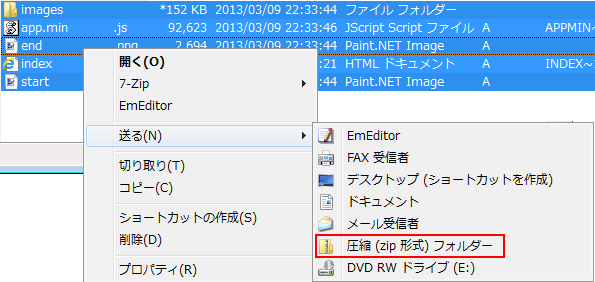 images *152 KB 2013/03/09 22:33:44 ファイル フォルダー
app.min .js 92,623 2013/03/09 22:33:46 JScript Script ファイル A APPMIN~
end .png 2,694 2013/03/09 22:33:44 Paint.NET Image A
index :21 HTML ドキュメント A INDEX~
start :44 Paint.NET Image A
開く(O)
7-Zip
EmEditor
送る(N)
切り取り(T)
コピー(C)
ショートカットの作成(S)
削除(D)
プロパティ(R)
EmEditor
FAX 受信者
デスクトップ (ショートカットを作成)
ドキュメント
メール受信者
圧縮 (zip 形式) フォルダー
DVD RW ドライブ (E:)